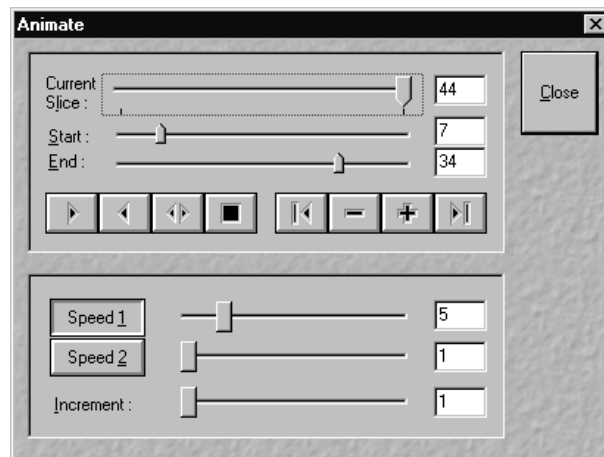 Animate
Current Slice : 44
Close
Start : 7
End : 34
Speed 1 5
Speed 2 1
Increment : 1